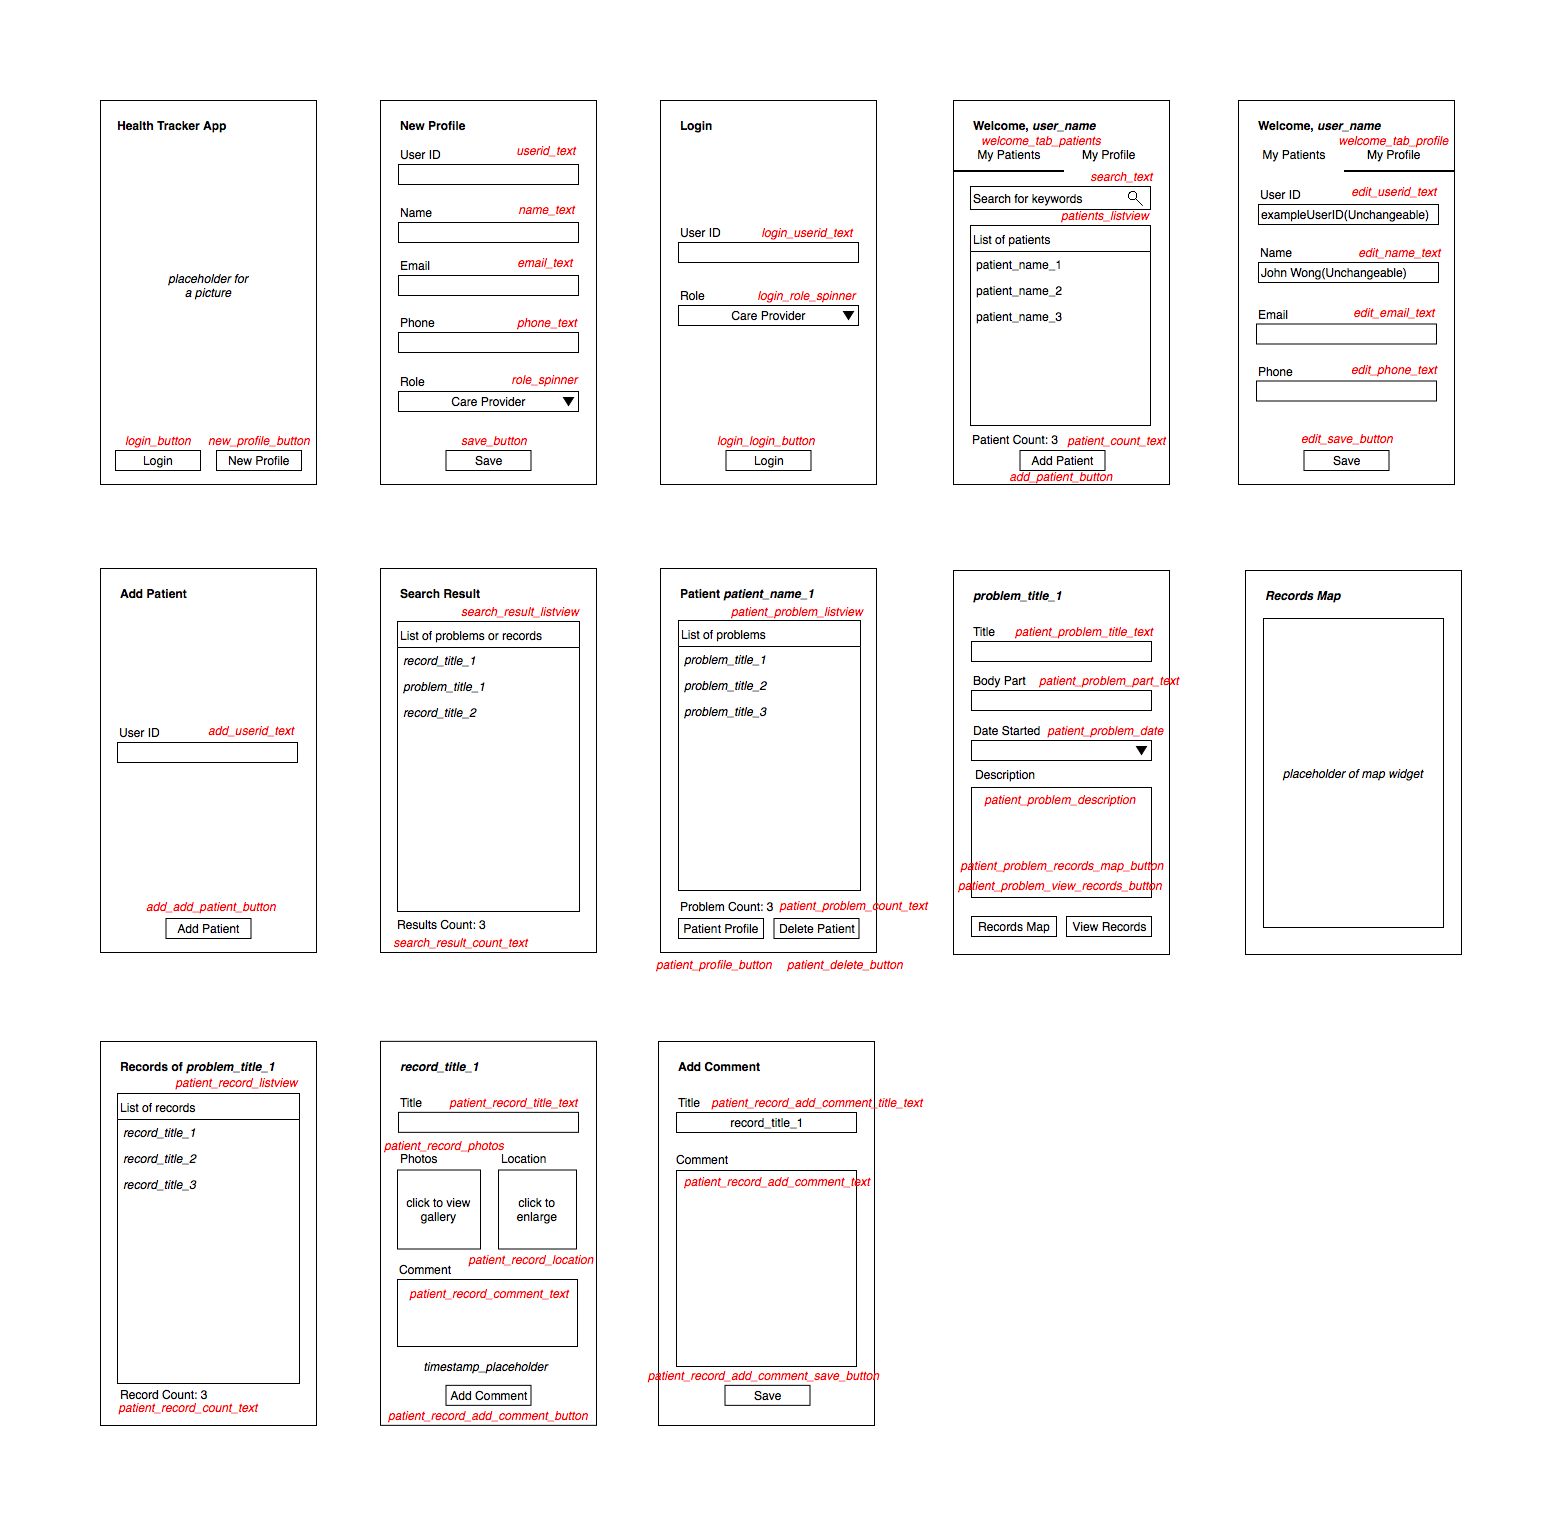 Health Tracker App
placeholder for
a picture
login_button
new_profile_button
Login
New Profile
New Profile
User ID
userid_text
Name
name_text
Email
email_text
Phone
phone_text
Role
role_spinner
Care Provider
save_button
Save
Login
User ID
login_userid_text
Role
login_role_spinner
Care Provider
login_login_button
Login
Welcome, user_name
welcome_tab_patients
My Patients
My Profile
search_text
Search for keywords
patients_listview
List of patients
patient_name_1
patient_name_2
patient_name_3
Patient Count: 3
patient_count_text
Add Patient
add_patient_button
Welcome, user_name
welcome_tab_profile
My Patients
My Profile
User ID
edit_userid_text
exampleUserID(Unchangeable)
Name
edit_name_text
John Wong(Unchangeable)
Email
edit_email_text
Phone
edit_phone_text
edit_save_button
Save
Add Patient
User ID
add_userid_text
add_add_patient_button
Add Patient
Search Result
search_result_listview
List of problems or records
record_title_1
problem_title_1
record_title_2
Results Count: 3
search_result_count_text
Patient patient_name_1
patient_problem_listview
List of problems
problem_title_1
problem_title_2
problem_title_3
Problem Count: 3
patient_problem_count_text
Patient Profile
Delete Patient
patient_profile_button
patient_delete_button
problem_title_1
Title
patient_problem_title_text
Body Part
patient_problem_part_text
Date Started
patient_problem_date
Description
patient_problem_description
patient_problem_records_map_button
patient_problem_view_records_button
Records Map
View Records
Records Map
placeholder of map widget
Records of problem_title_1
patient_record_listview
List of records
record_title_1
record_title_2
record_title_3
Record Count: 3
patient_record_count_text
record_title_1
Title
patient_record_title_text
patient_record_photos
Photos
Location
click to view
gallery
click to
enlarge
patient_record_location
Comment
patient_record_comment_text
timestamp_placeholder
Add Comment
patient_record_add_comment_button
Add Comment
Title
patient_record_add_comment_title_text
record_title_1
Comment
patient_record_add_comment_text
patient_record_add_comment_save_button
Save